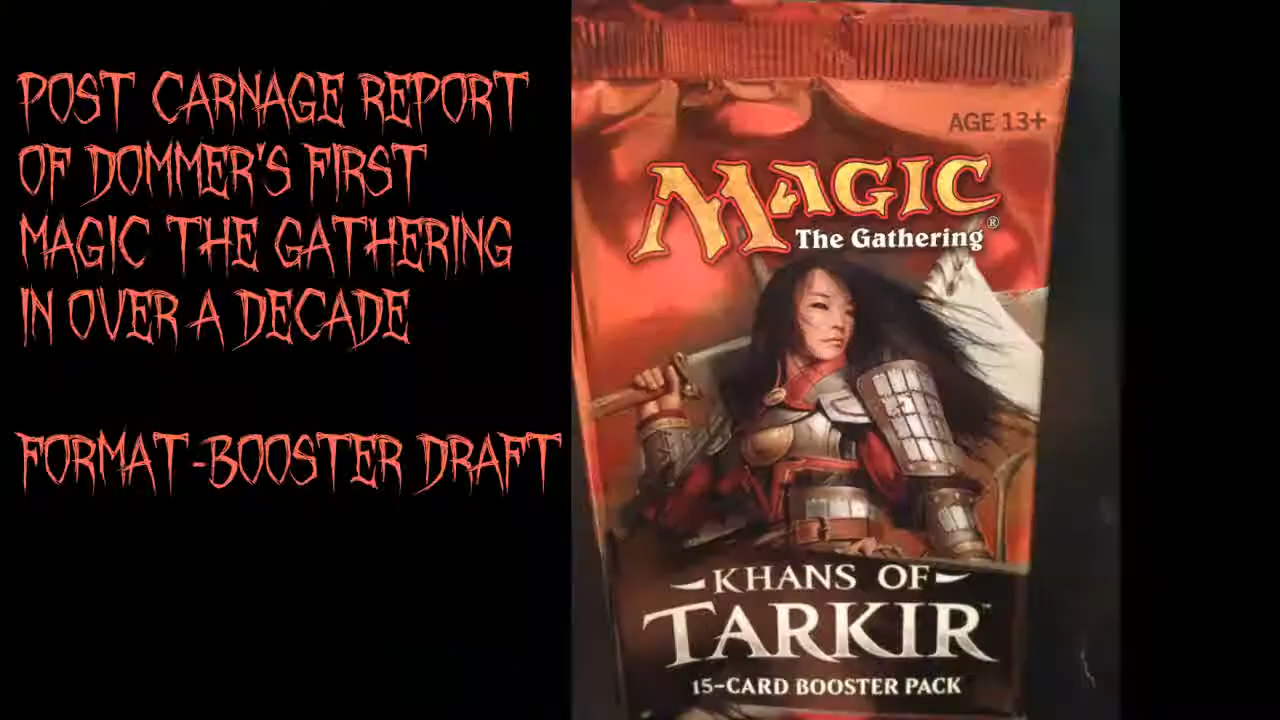 POST CARNAGE REPORT
OF DOMMER'S FIRST
MAGIC THE GATHERING
IN OVER A DECADE
FORMAT-BOOSTER DRAFT
AGE 13+
MAGIC
The Gathering®
KHANS OF
TARKIR™
15-CARD BOOSTER PACK